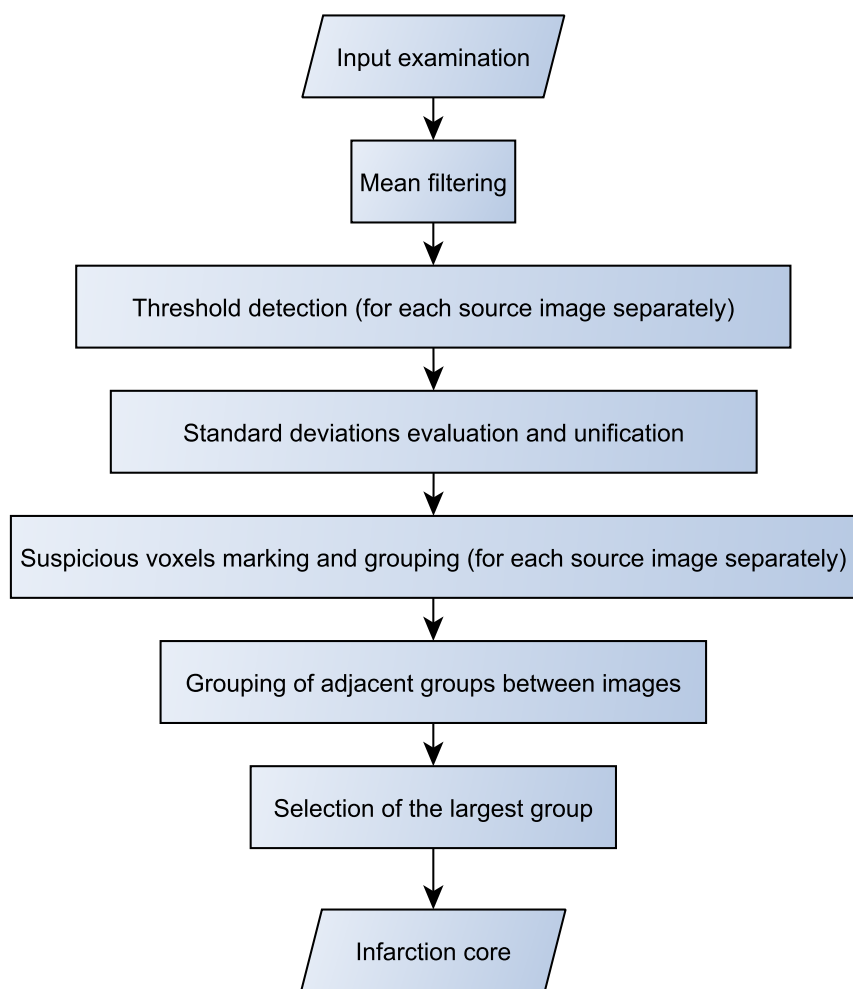 Input examination
Mean filtering
Threshold detection (for each source image separately)
Standard deviations evaluation and unification
Suspicious voxels marking and grouping (for each source image separately)
Grouping of adjacent groups between images
Selection of the largest group
Infarction core